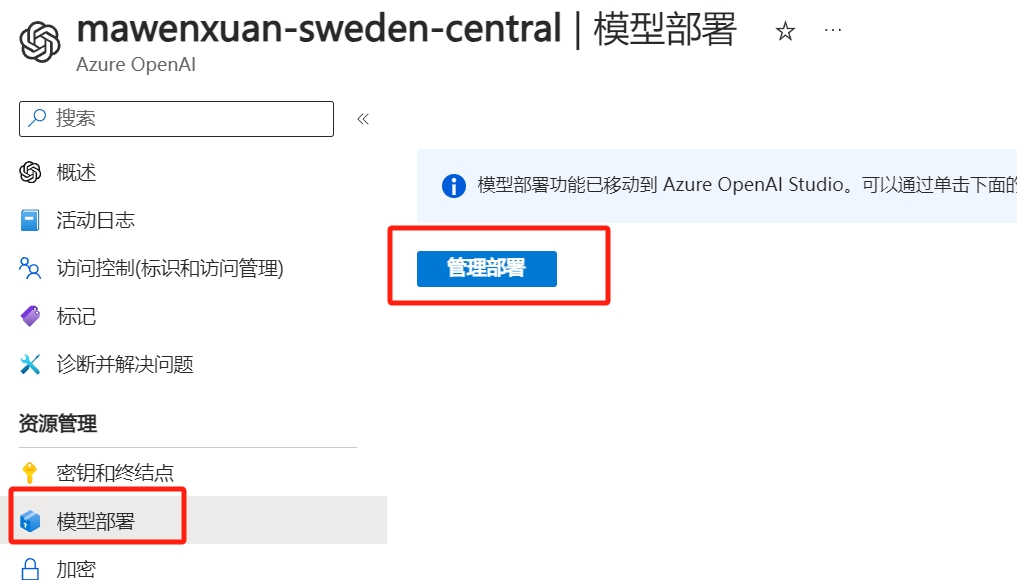 mawenxuan-sweden-central | 模型部署
Azure OpenAI
搜索
概述
活动日志
访问控制(标识和访问管理)
标记
诊断并解决问题
资源管理
密钥和终结点
模型部署
加密
模型部署功能已移动到 Azure OpenAI Studio。可以通过单击下面的
管理部署